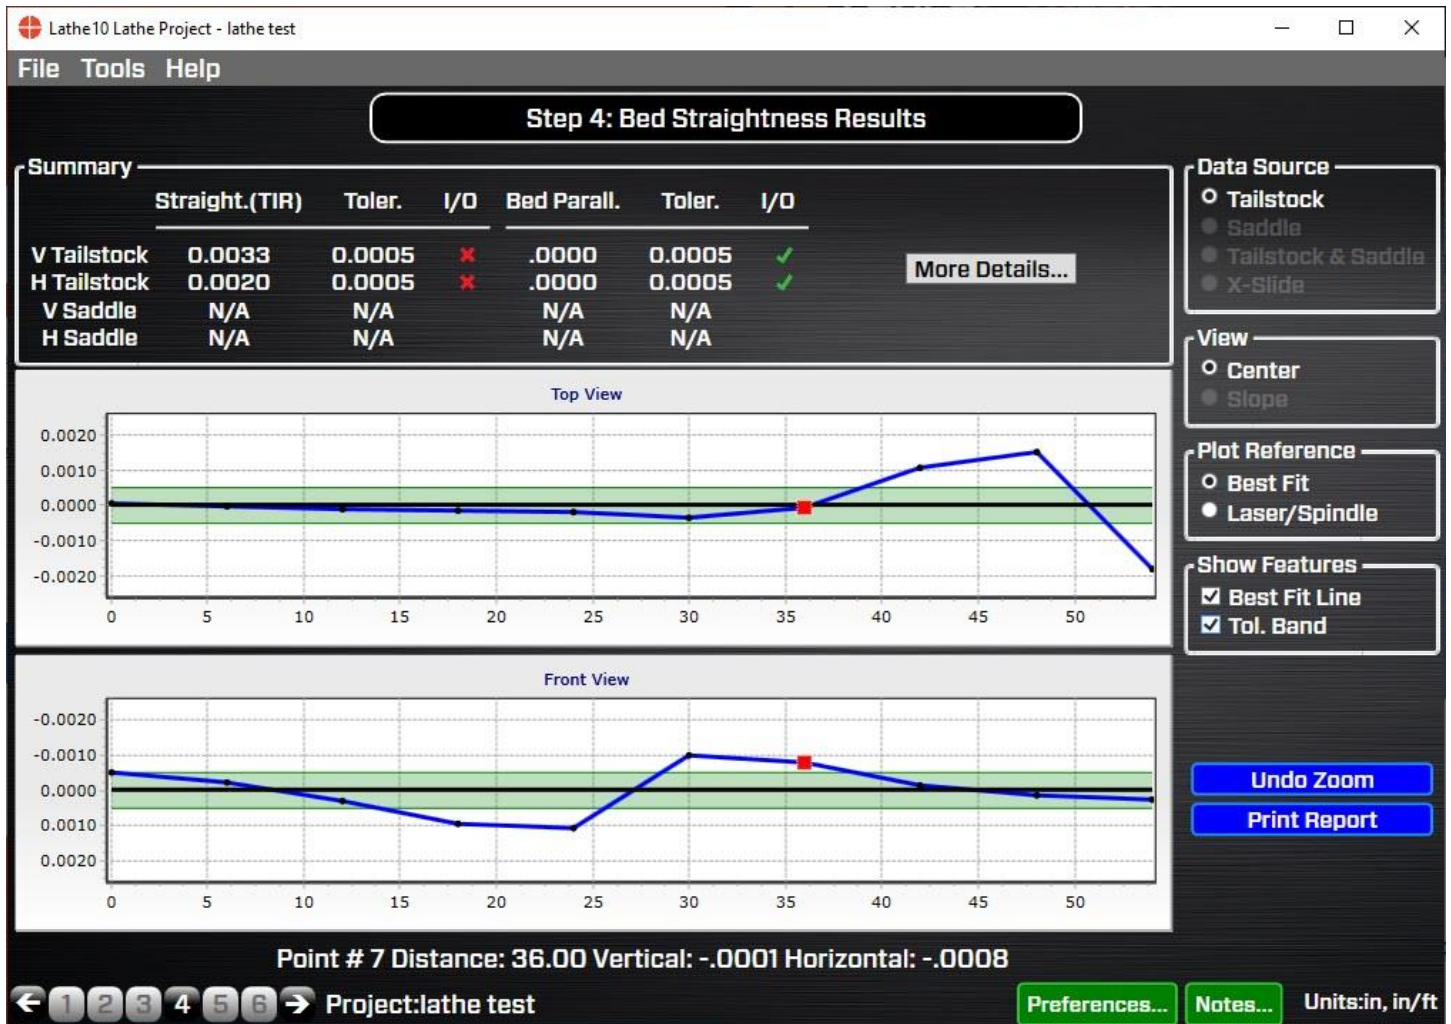 Lathe10 Lathe Project - lathe test
File Tools Help
Step 4: Bed Straightness Results
Summary
Straight.(TIR) Toler. I/O Bed Parall. Toler. I/O
V Tailstock 0.0033 0.0005 .0000 0.0005
H Tailstock 0.0020 0.0005 .0000 0.0005
V Saddle N/A N/A N/A N/A
H Saddle N/A N/A N/A N/A
More Details...
Data Source
Tailstock
Saddle
Tailstock & Saddle
X-Slide
View
Center
Slope
Plot Reference
Best Fit
Laser/Spindle
Show Features
Best Fit Line
Tol. Band
Top View
0.0020
0.0010
0.0000
-0.0010
-0.0020
0 5 10 15 20 25 30 35 40 45 50
Front View
-0.0020
-0.0010
0.0000
0.0010
0.0020
0 5 10 15 20 25 30 35 40 45 50
Undo Zoom
Print Report
Point # 7 Distance: 36.00 Vertical: -.0001 Horizontal: -.0008
1 2 3 4 5 6 Project:lathe test
Preferences... Notes... Units:in, in/ft